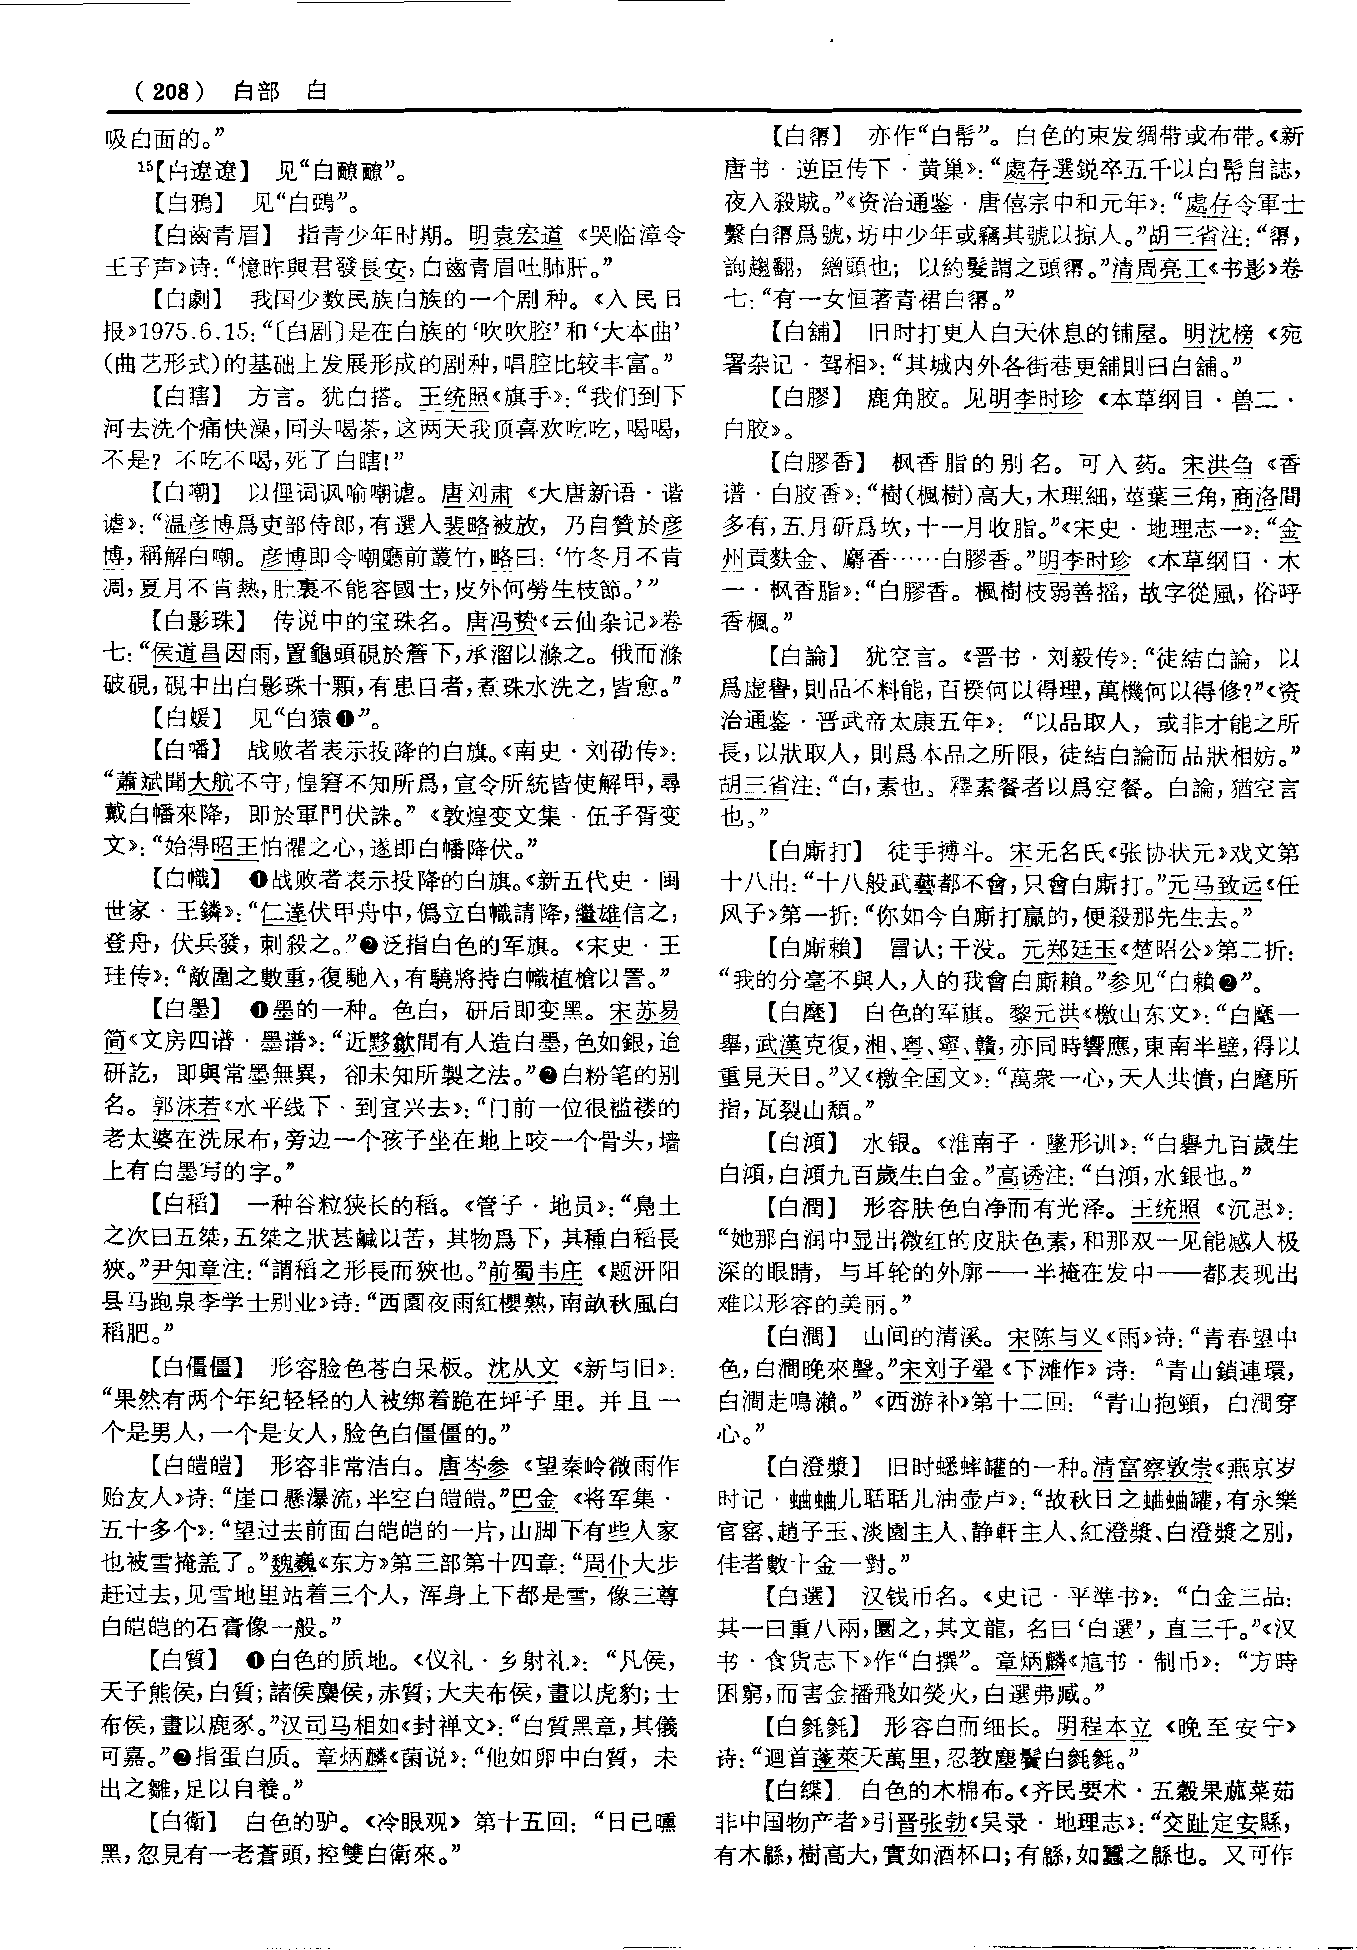 （208） 白部 白
吸白面的。”
15【白遼遼】 见“白醦醦”。
【白鴉】 见“白鵶”。
【白齒青眉】 指青少年时期。明袁宏道《哭临漳令
王子声》诗：“憶昨與君發長安，白齒青眉吐肺肝。”
【白劇】 我国少数民族白族的一个剧种。《人民日
报》1975.6.15：“〔白剧〕是在白族的‘吹吹腔’和‘大本曲’
（曲艺形式）的基础上发展形成的剧种，唱腔比较丰富。”
【白瞎】 方言。犹白搭。王统照《旗手》：“我们到下
河去洗个痛快澡，回头喝茶，这两天我顶喜欢吃吃，喝喝，
不是？不吃不喝，死了白瞎！”
【白嘲】 以俚词讽喻嘲谑。唐刘肃《大唐新语·谐
谑》：“温彦博爲吏部侍郎，有選人裴略被放，乃自贊於彦
博，稱解白嘲。彦博即令嘲廳前叢竹，略曰：‘竹冬月不肯
凋，夏月不肯熱，肚裏不能容國士，皮外何勞生枝節。’”
【白影珠】 传说中的宝珠名。唐冯贽《云仙杂记》卷
七：“侯道昌因雨，置龜頭硯於簷下，承溜以滌之。俄而滌
破硯，硯中出白影珠十顆，有患目者，煮珠水洗之，皆愈。”
【白媛】 见“白猿❶”。
【白幡】 战败者表示投降的白旗。《南史·刘劭传》：
“蕭斌聞大航不守，惶窘不知所爲，宣令所統皆使解甲，尋
戴白幡來降，即於軍門伏誅。”《敦煌变文集·伍子胥变
文》：“始得昭王怕懼之心，遂即白幡降伏。”
【白幟】 ❶战败者表示投降的白旗。《新五代史·闽
世家·王鏻》：“仁達伏甲舟中，僞立白幟請降，繼雄信之，
登舟，伏兵發，刺殺之。”❷泛指白色的军旗。《宋史·王
珪传》：“敵圍之數重，復馳入，有驍將持白幟植槍以詈。”
【白墨】 ❶墨的一种。色白，研后即变黑。宋苏易
简《文房四谱·墨谱》：“近黟歙間有人造白墨，色如銀，迨
研訖，即與常墨無異，卻未知所製之法。”❷白粉笔的别
名。郭沫若《水平线下·到宜兴去》：“门前一位很褴褛的
老太婆在洗尿布，旁边一个孩子坐在地上咬一个骨头，墙
上有白墨写的字。”
【白稻】 一种谷粒狭长的稻。《管子·地员》：“鳧土
之次曰五桀，五桀之狀甚鹹以苦，其物爲下，其種白稻長
狹。”尹知章注：“謂稻之形長而狹也。”前蜀韦庄《题汧阳
县马跑泉李学士别业》诗：“西園夜雨紅櫻熟，南畝秋風白
稻肥。”
【白僵僵】 形容脸色苍白呆板。沈从文《新与旧》：
“果然有两个年纪轻轻的人被绑着跪在坪子里。并且一
个是男人，一个是女人，脸色白僵僵的。”
【白皚皚】 形容非常洁白。唐岑参《望秦岭微雨作
贻友人》诗：“崖口懸瀑流，半空白皚皚。”巴金《将军集·
五十多个》：“望过去前面白皑皑的一片，山脚下有些人家
也被雪掩盖了。”魏巍《东方》第三部第十四章：“周仆大步
赶过去，见雪地里站着三个人，浑身上下都是雪，像三尊
白皑皑的石膏像一般。”
【白質】 ❶白色的质地。《仪礼·乡射礼》：“凡侯，
天子熊侯，白質；諸侯麋侯，赤質；大夫布侯，畫以虎豹；士
布侯，畫以鹿豕。”汉司马相如《封禅文》：“白質黑章，其儀
可嘉。”❷指蛋白质。章炳麟《菌说》：“他如卵中白質，未
出之雛，足以自養。”
【白衛】 白色的驴。《冷眼观》第十五回：“日已曛
黑，忽見有一老蒼頭，控雙白衛來。”
【白㡏】 亦作“白幋”。白色的束发绸带或布带。《新
唐书·逆臣传下·黄巢》：“處存選鋭卒五千以白幋自誌，
夜入殺賊。”《资治通鉴·唐僖宗中和元年》：“處存令軍士
繫白㡏爲號，坊中少年或竊其號以掠人。”胡三省注：“㡏，
詢趨翻，繒頭也；以約髮謂之頭㡏。”清周亮工《书影》卷
七：“有一女恒著青裙白㡏。”
【白舖】 旧时打更人白天休息的铺屋。明沈榜《宛
署杂记·驾相》：“其城内外各街巷更舖則曰白舖。”
【白膠】 鹿角胶。见明李时珍《本草纲目·兽二·
白胶》。
【白膠香】 枫香脂的别名。可入药。宋洪刍《香
谱·白胶香》：“樹（楓樹）高大，木理細，莖葉三角，商洛間
多有，五月斫爲坎，十一月收脂。”《宋史·地理志一》：“金
州貢麩金、麝香……白膠香。”明李时珍《本草纲目·木
一·枫香脂》：“白膠香。楓樹枝弱善摇，故字從風，俗呼
香楓。”
【白論】 犹空言。《晋书·刘毅传》：“徒結白論，以
爲虚譽，則品不料能，百揆何以得理，萬機何以得修？”《资
治通鉴·晋武帝太康五年》：“以品取人，或非才能之所
長，以狀取人，則爲本品之所限，徒結白論而品狀相妨。”
胡三省注：“白，素也。釋素餐者以爲空餐。白論，猶空言
也。”
【白廝打】 徒手搏斗。宋无名氏《张协状元》戏文第
十八出：“十八般武藝都不會，只會白廝打。”元马致远《任
风子》第一折：“你如今白廝打贏的，便殺那先生去。”
【白廝賴】 冒认；干没。元郑廷玉《楚昭公》第二折：
“我的分毫不與人，人的我會白廝賴。”参见“白賴❷”。
【白麾】 白色的军旗。黎元洪《檄山东文》：“白麾一
舉，武漢克復，湘、粤、寧、贛，亦同時響應，東南半壁，得以
重見天日。”又《檄全国文》：“萬衆一心，天人共憤，白麾所
指，瓦裂山頽。”
【白澒】 水银。《淮南子·墬形训》：“白礜九百歲生
白澒，白澒九百歲生白金。”高诱注：“白澒，水銀也。”
【白潤】 形容肤色白净而有光泽。王统照《沉思》：
“她那白润中显出微红的皮肤色素，和那双一见能感人极
深的眼睛，与耳轮的外廓——半掩在发中——都表现出
难以形容的美丽。”
【白澗】 山间的清溪。宋陈与义《雨》诗：“青春望中
色，白澗晚來聲。”宋刘子翚《下滩作》诗：“青山鎖連環，
白澗走鳴瀨。”《西游补》第十二回：“青山抱頸，白澗穿
心。”
【白澄漿】 旧时蟋蟀罐的一种。清富察敦崇《燕京岁
时记·蛐蛐儿聒聒儿油壶卢》：“故秋日之蛐蛐罐，有永樂
官窑、趙子玉、淡園主人、静軒主人、紅澄漿、白澄漿之别，
佳者數十金一對。”
【白選】 汉钱币名。《史记·平準书》：“白金三品：
其一曰重八兩，圜之，其文龍，名曰‘白選’，直三千。”《汉
书·食货志下》作“白撰”。章炳麟《訄书·制币》：“方時
困窮，而害金播飛如熒火，白選弗臧。”
【白毿毿】 形容白而细长。明程本立《晚至安宁》
诗：“迴首蓬萊天萬里，忍教塵鬢白毿毿。”
【白緤】 白色的木棉布。《齐民要术·五穀果蓏菜茹
非中国物产者》引晋张勃《吴录·地理志》：“交趾定安縣，
有木緜，樹高大，實如酒杯口；有緜，如蠶之緜也。又可作